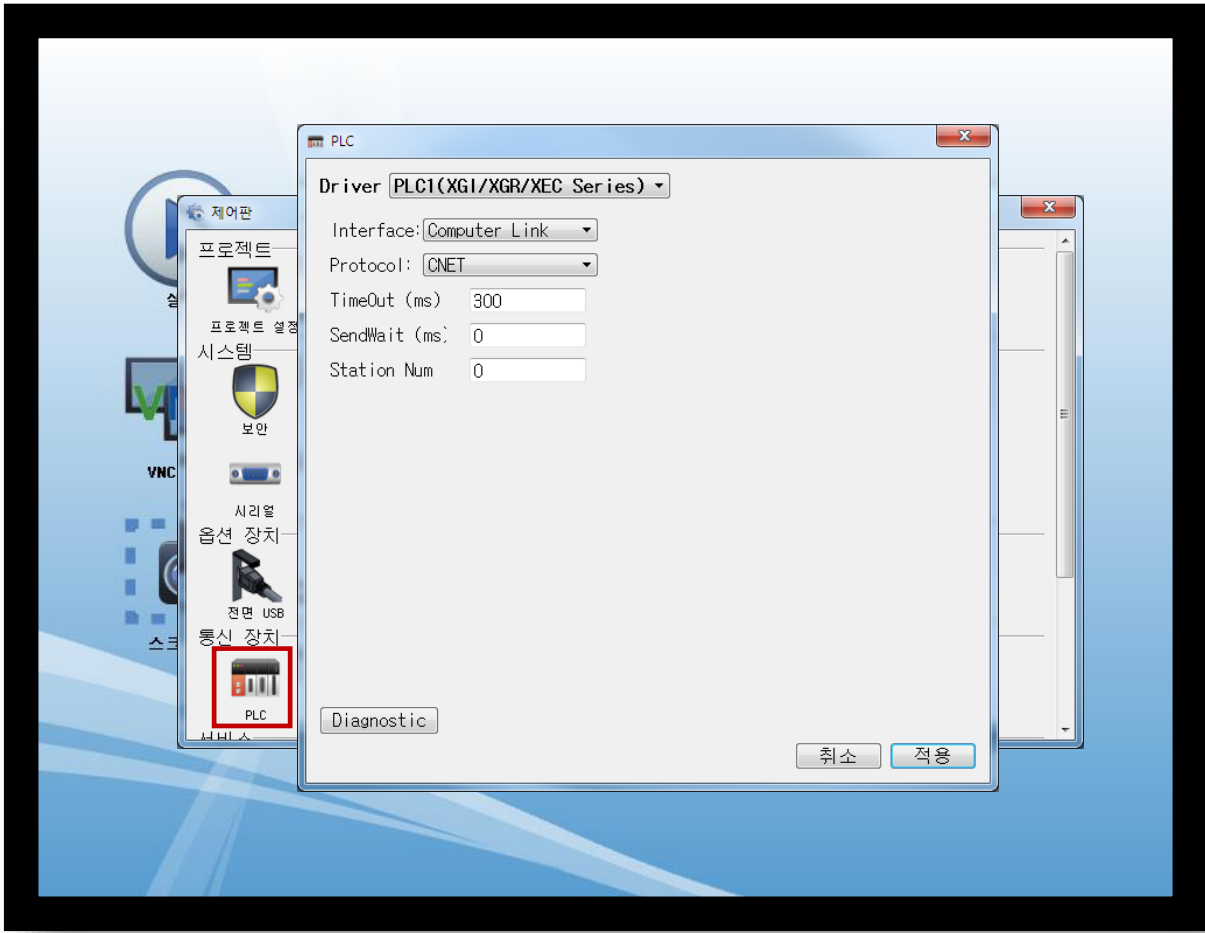 PLC
Driver PLC1(XGI/XGR/XEC Series)
제어판
Interface: Computer Link
프로젝트
Protocol: CNET
TimeOut (ms) 300
프로젝트 설정
SendWait (ms) 0
시스템
Station Num 0
보안
VNC
시리얼
옵션 장치
전면 USB
통신 장치
PLC
Diagnostic
취소 적용